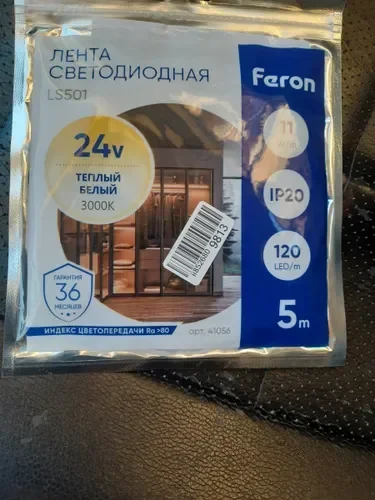 ЛЕНТА
СВЕТОДИОДНАЯ
LS501
Feron
24v
ТЕПЛЫЙ
БЕЛЫЙ
3000K
11
IP20
120
LED/m
9813
ГАРАНТИЯ
36
МЕСЯЦЕВ
5m
ИНДЕКС ЦВЕТОПЕРЕДАЧИ Ra >80
арт. 41056